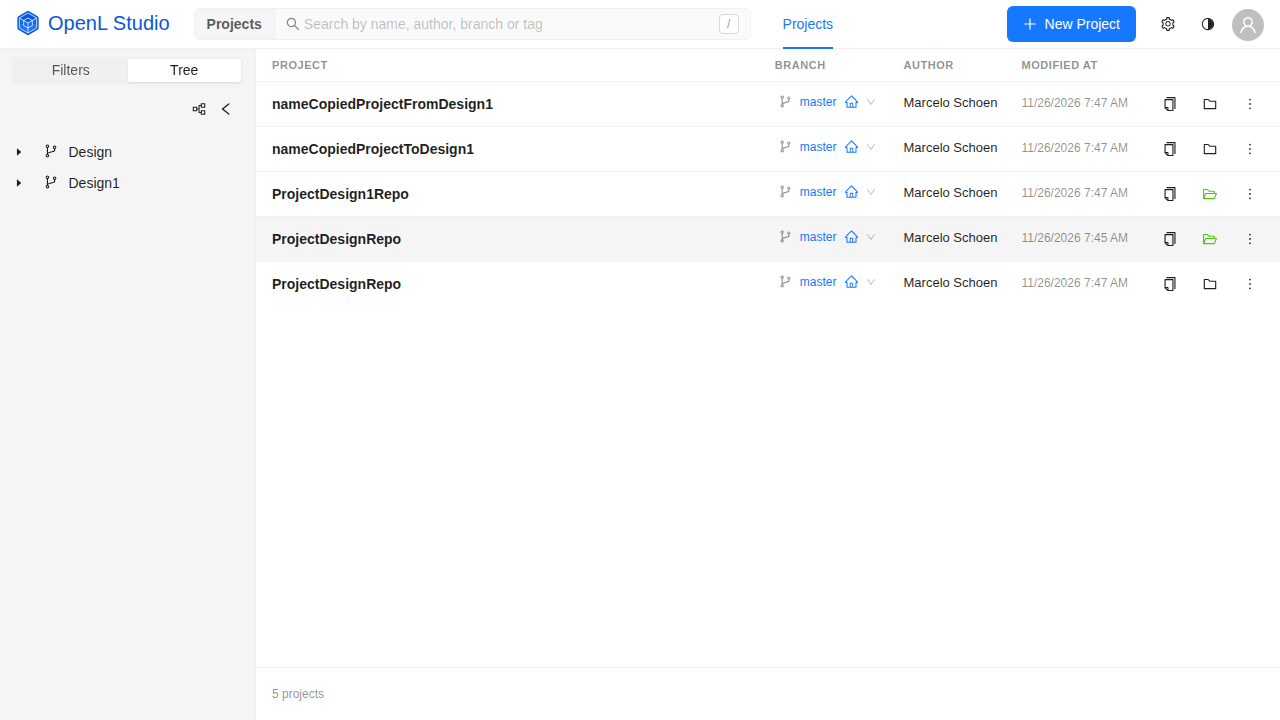 OpenL Studio
Projects
Search by name, author, branch or tag
/
Projects
New Project
Filters
Tree
Design
Design1
PROJECT BRANCH AUTHOR MODIFIED AT
nameCopiedProjectFromDesign1 master Marcelo Schoen 11/26/2026 7:47 AM
nameCopiedProjectToDesign1 master Marcelo Schoen 11/26/2026 7:47 AM
ProjectDesign1Repo master Marcelo Schoen 11/26/2026 7:47 AM
ProjectDesignRepo master Marcelo Schoen 11/26/2026 7:45 AM
ProjectDesignRepo master Marcelo Schoen 11/26/2026 7:47 AM
5 projects